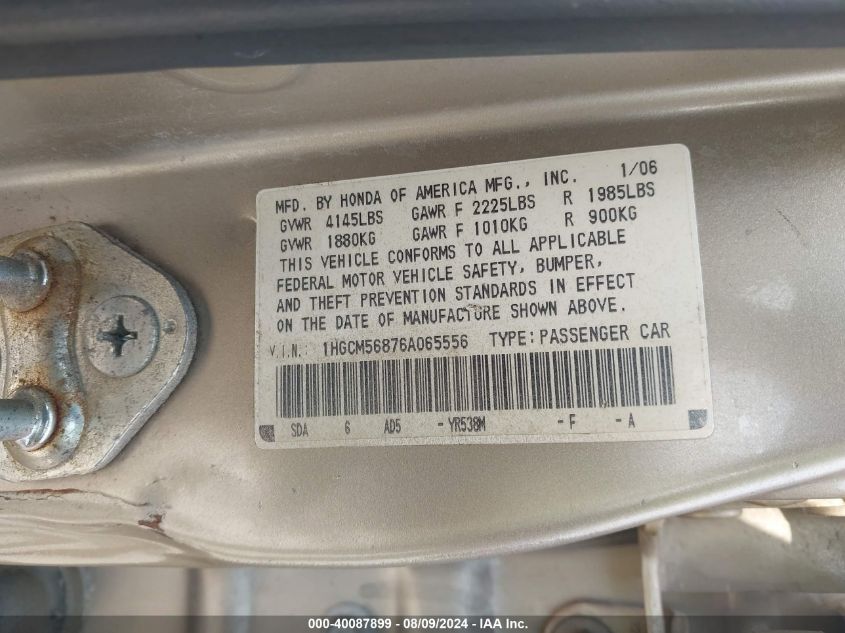 MFD. BY HONDA OF AMERICA MFG., INC. 1/06
GVWR 4145LBS GAWR F 2225LBS R 1985LBS
GVWR 1880KG GAWR F 1010KG R 900KG
THIS VEHICLE CONFORMS TO ALL APPLICABLE
FEDERAL MOTOR VEHICLE SAFETY, BUMPER,
AND THEFT PREVENTION STANDARDS IN EFFECT
ON THE DATE OF MANUFACTURE SHOWN ABOVE.
V.I.N.: 1HGCM56876A065556 TYPE: PASSENGER CAR
SDA 6 AD5 - YR538M - F - A
000-40087899 - 08/09/2024 - IAA Inc.